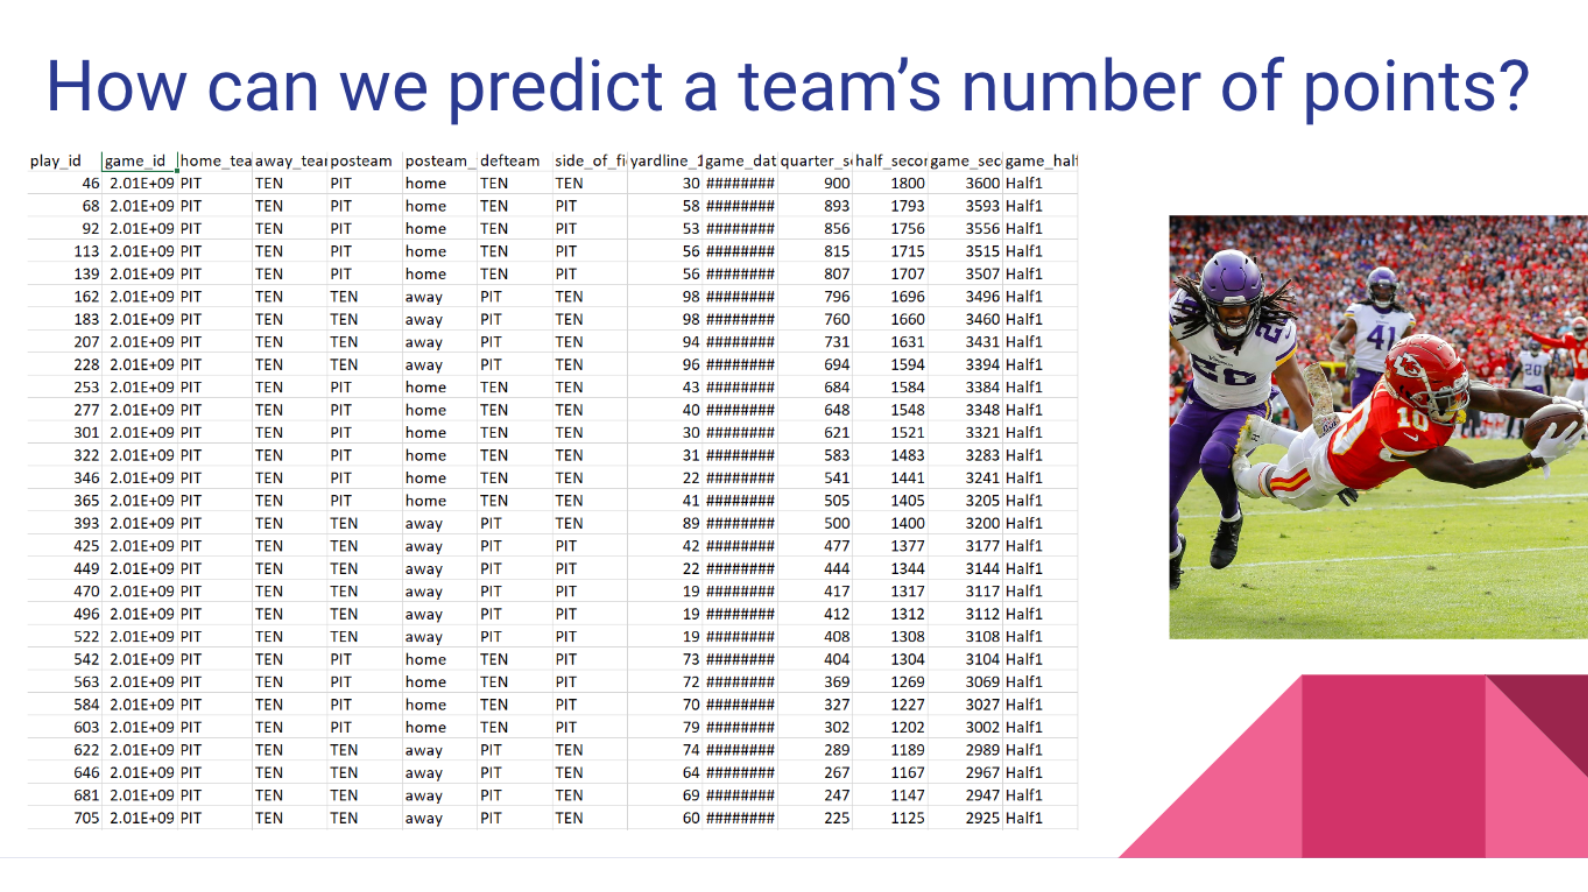 How can we predict a team's number of points?
play_id game_id home_tea away_tear posteam posteam_ defteam side_of_fi yardline_1 game_dat quarter_s half_secor game_sec game_half
46 2.01E+09 PIT TEN PIT home TEN TEN 30 ######## 900 1800 3600 Half1
68 2.01E+09 PIT TEN PIT home TEN PIT 58 ######## 893 1793 3593 Half1
92 2.01E+09 PIT TEN PIT home TEN PIT 53 ######## 856 1756 3556 Half1
113 2.01E+09 PIT TEN PIT home TEN PIT 56 ######## 815 1715 3515 Half1
139 2.01E+09 PIT TEN PIT home TEN PIT 56 ######## 807 1707 3507 Half1
162 2.01E+09 PIT TEN TEN away PIT TEN 98 ######## 796 1696 3496 Half1
183 2.01E+09 PIT TEN TEN away PIT TEN 98 ######## 760 1660 3460 Half1
207 2.01E+09 PIT TEN TEN away PIT TEN 94 ######## 731 1631 3431 Half1
228 2.01E+09 PIT TEN TEN away PIT TEN 96 ######## 694 1594 3394 Half1
253 2.01E+09 PIT TEN PIT home TEN TEN 43 ######## 684 1584 3384 Half1
277 2.01E+09 PIT TEN PIT home TEN TEN 40 ######## 648 1548 3348 Half1
301 2.01E+09 PIT TEN PIT home TEN TEN 30 ######## 621 1521 3321 Half1
322 2.01E+09 PIT TEN PIT home TEN TEN 31 ######## 583 1483 3283 Half1
346 2.01E+09 PIT TEN PIT home TEN TEN 22 ######## 541 1441 3241 Half1
365 2.01E+09 PIT TEN PIT home TEN TEN 41 ######## 505 1405 3205 Half1
393 2.01E+09 PIT TEN TEN away PIT TEN 89 ######## 500 1400 3200 Half1
425 2.01E+09 PIT TEN TEN away PIT PIT 42 ######## 477 1377 3177 Half1
449 2.01E+09 PIT TEN TEN away PIT PIT 22 ######## 444 1344 3144 Half1
470 2.01E+09 PIT TEN TEN away PIT PIT 19 ######## 417 1317 3117 Half1
496 2.01E+09 PIT TEN TEN away PIT PIT 19 ######## 412 1312 3112 Half1
522 2.01E+09 PIT TEN TEN away PIT PIT 19 ######## 408 1308 3108 Half1
542 2.01E+09 PIT TEN PIT home TEN PIT 73 ######## 404 1304 3104 Half1
563 2.01E+09 PIT TEN PIT home TEN PIT 72 ######## 369 1269 3069 Half1
584 2.01E+09 PIT TEN PIT home TEN PIT 70 ######## 327 1227 3027 Half1
603 2.01E+09 PIT TEN PIT home TEN PIT 79 ######## 302 1202 3002 Half1
622 2.01E+09 PIT TEN TEN away PIT TEN 74 ######## 289 1189 2989 Half1
646 2.01E+09 PIT TEN TEN away PIT TEN 64 ######## 267 1167 2967 Half1
681 2.01E+09 PIT TEN TEN away PIT TEN 69 ######## 247 1147 2947 Half1
705 2.01E+09 PIT TEN TEN away PIT TEN 60 ######## 225 1125 2925 Half1
41
20
10